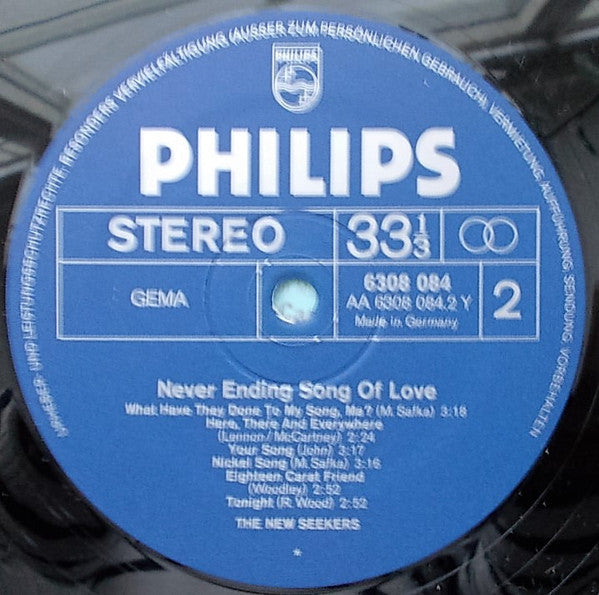 URHEBER- UND LEISTUNGSSCHUTZRECHTE, BESONDERS VERVIELFÄLTIGUNG (AUSSER ZUM PERSÖNLICHEN GEBRAUCH), VERMIETUNG, AUFFÜHRUNG, SENDUNG, VORBEHALTEN
PHILIPS
PHILIPS
STEREO 33 1/3
GEMA 6308 084 2
AA 6308 084.2 Y
Made in Germany
Never Ending Song Of Love
What Have They Done To My Song, Ma? (M. Safka) 3:18
Here, There And Everywhere
(Lennon/McCartney) 2:24
Your Song (John) 3:17
Nickel Song (M. Safka) 3:16
Eighteen Carat Friend
(Woodley) 2:52
Tonight (R. Wood) 2:52
THE NEW SEEKERS
*